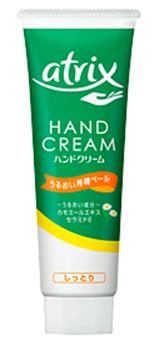 atrix
HAND
CREAM
ハンドクリーム
うるおい持続ベール
－うるおい成分－
カモミールエキス
セラミドE
しっとり